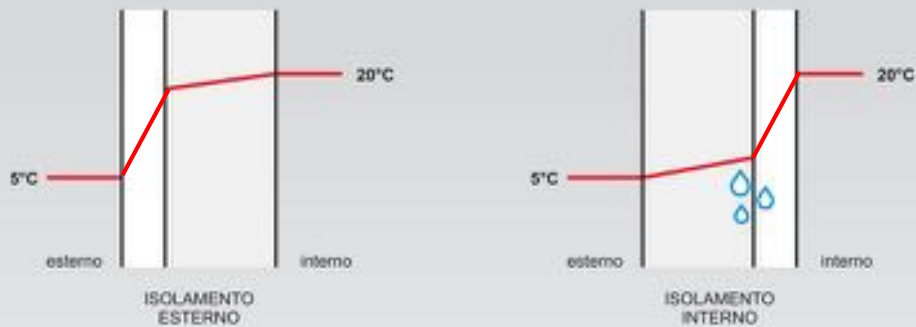 20°C
5°C
esterno
interno
ISOLAMENTO
ESTERNO
20°C
5°C
esterno
interno
ISOLAMENTO
INTERNO